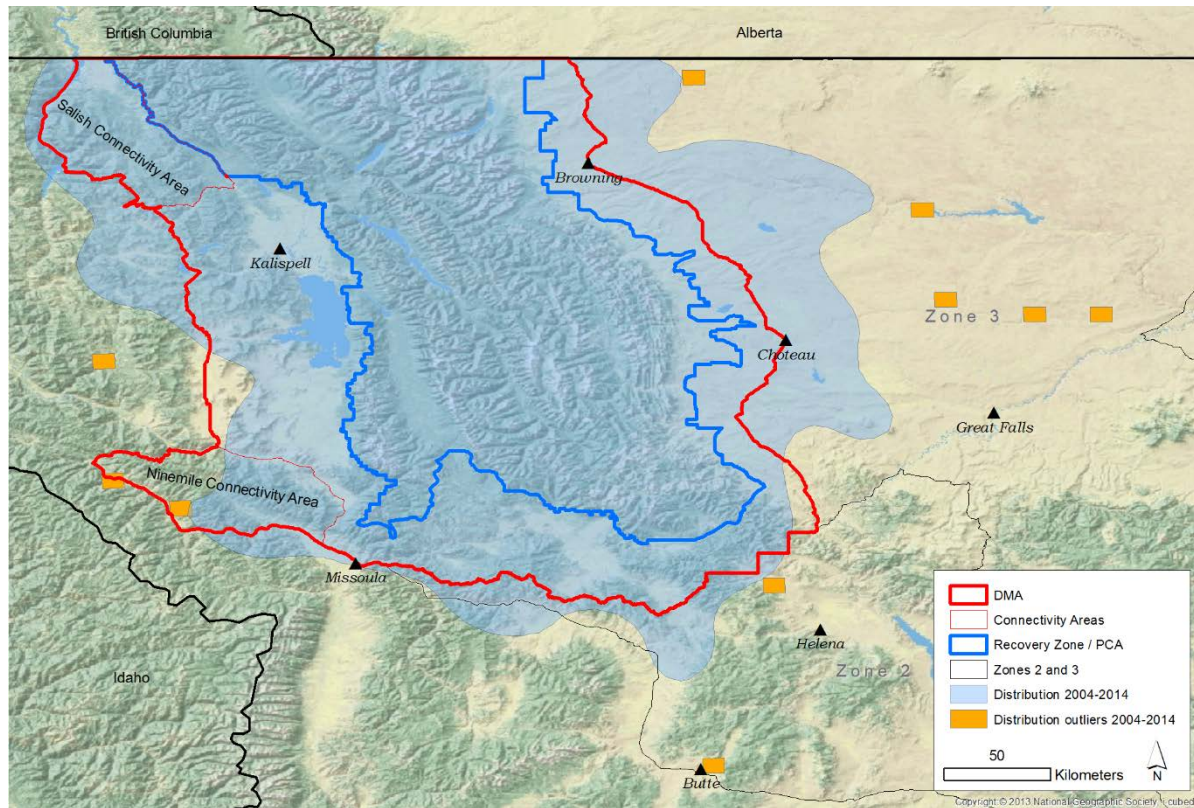 British Columbia
Alberta
Salish Connectivity Area
Browning
Kalispell
Zone 3
Choteau
Great Falls
Ninemile Connectivity Area
Missoula
Helena
Zone 2
Idaho
Butte
DMA
Connectivity Areas
Recovery Zone / PCA
Zones 2 and 3
Distribution 2004-2014
Distribution outliers 2004-2014
50
Kilometers
N
Copyright:© 2013 National Geographic Society, i-cubed